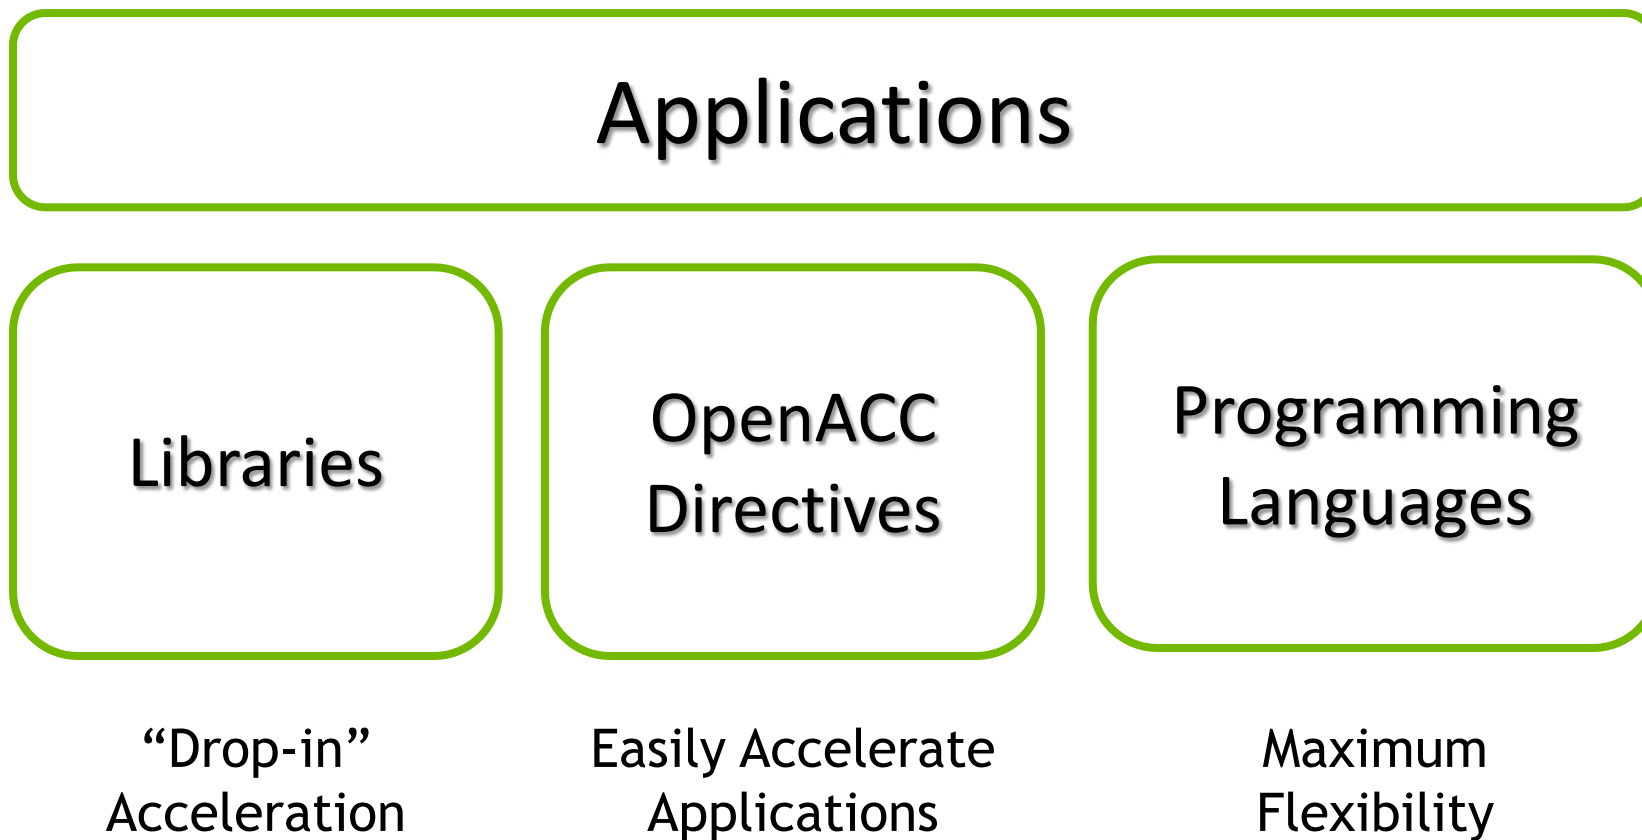 Applications
Libraries
OpenACC
Directives
Programming
Languages
“Drop-in”
Acceleration
Easily Accelerate
Applications
Maximum
Flexibility